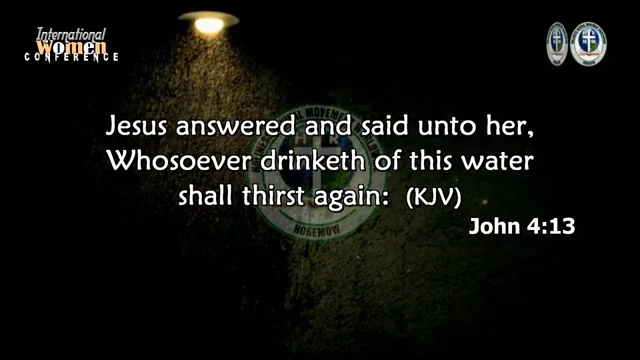 International
Women
CONFERENCE
Jesus answered and said unto her,
Whosoever drinketh of this water
shall thirst again: (KJV)
John 4:13
HOREMOW